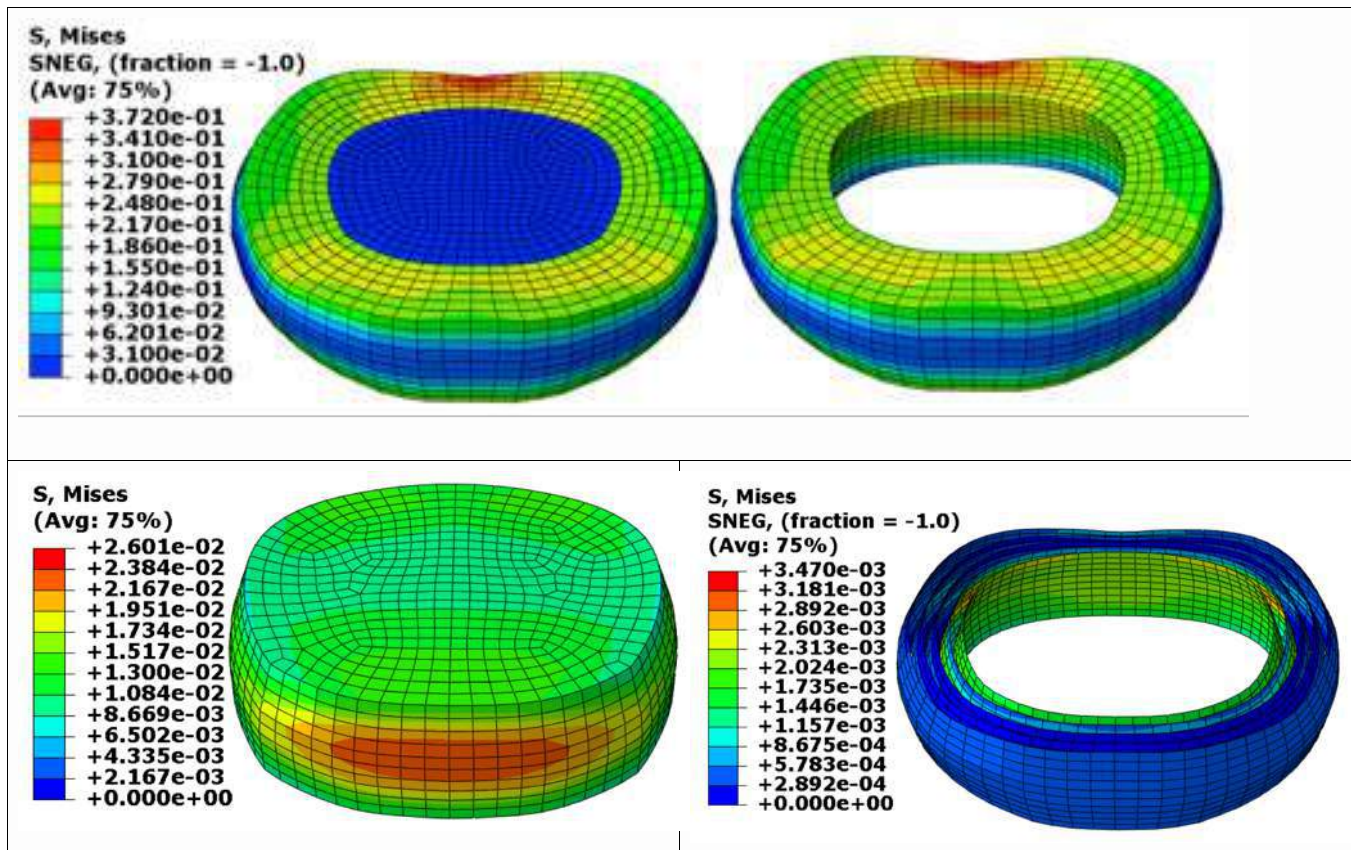 S, Mises
SNEG, (fraction = -1.0)
(Avg: 75%)
+3.720e-01
+3.410e-01
+3.100e-01
+2.790e-01
+2.480e-01
+2.170e-01
+1.860e-01
+1.550e-01
+1.240e-01
+9.301e-02
+6.201e-02
+3.100e-02
+0.000e+00
S, Mises
(Avg: 75%)
+2.601e-02
+2.384e-02
+2.167e-02
+1.951e-02
+1.734e-02
+1.517e-02
+1.300e-02
+1.084e-02
+8.669e-03
+6.502e-03
+4.335e-03
+2.167e-03
+0.000e+00
S, Mises
SNEG, (fraction = -1.0)
(Avg: 75%)
+3.470e-03
+3.181e-03
+2.892e-03
+2.603e-03
+2.313e-03
+2.024e-03
+1.735e-03
+1.446e-03
+1.157e-03
+8.675e-04
+5.783e-04
+2.892e-04
+0.000e+00